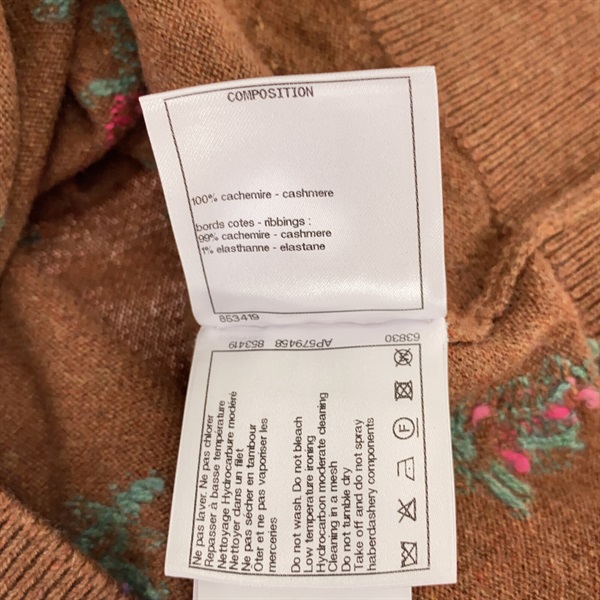 COMPOSITION
100% cachemire - cashmere
bords cotes - ribbings :
99% cachemire - cashmere
1% elasthanne - elastane
853419
853419 AP579458 63830
Ne pas laver. Ne pas chlorer
Repasser à basse température
Nettoyage Hydrocarbure modéré
Nettoyer dans un filet
Ne pas sécher en tambour
Ôter et ne pas vaporiser les
merceries
Do not wash. Do not bleach
Low temperature ironing
Hydrocarbon moderate cleaning
Cleaning in a mesh
Do not tumble dry
Take off and do not spray
haberdashery components
F